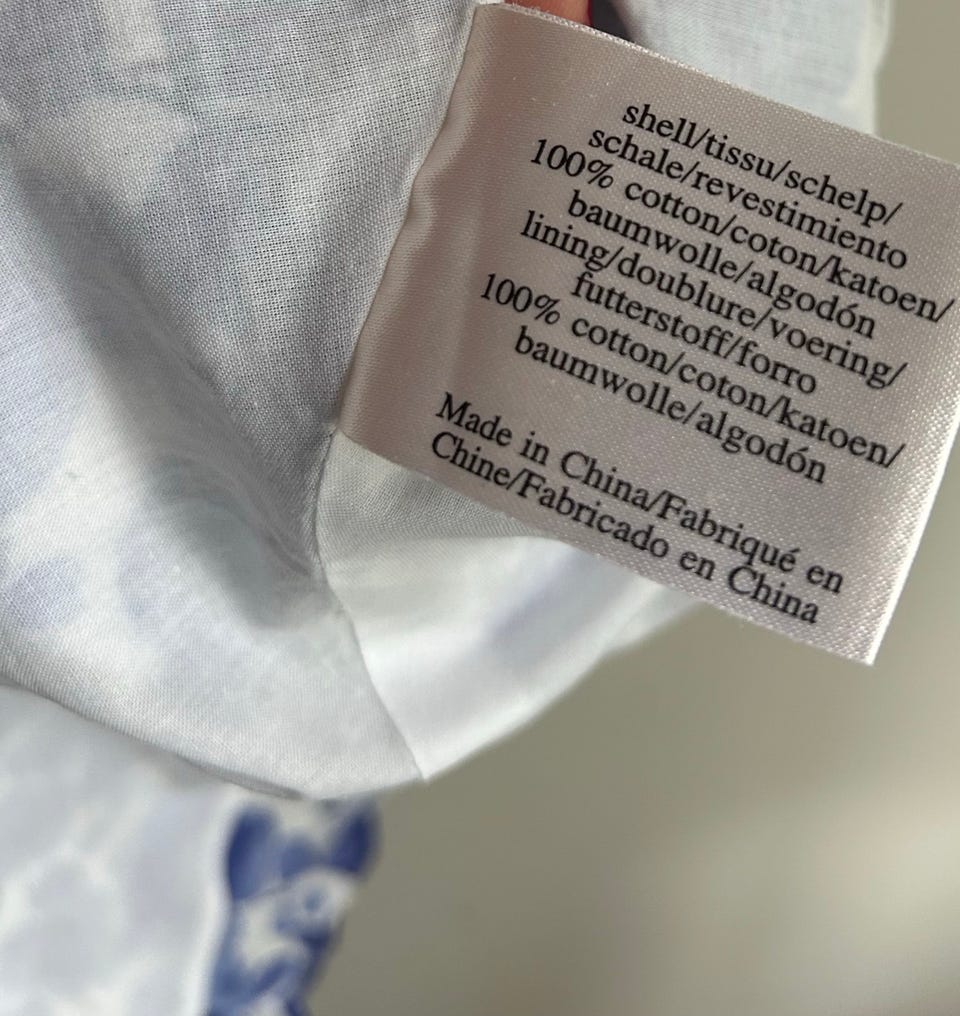 shell/tissu/schelp/
schale/revestimiento
100% cotton/coton/katoen/
baumwolle/algodón
lining/doublure/voering/
futterstoff/forro
100% cotton/coton/katoen/
baumwolle/algodón
Made in China/Fabriqué en
Chine/Fabricado en China